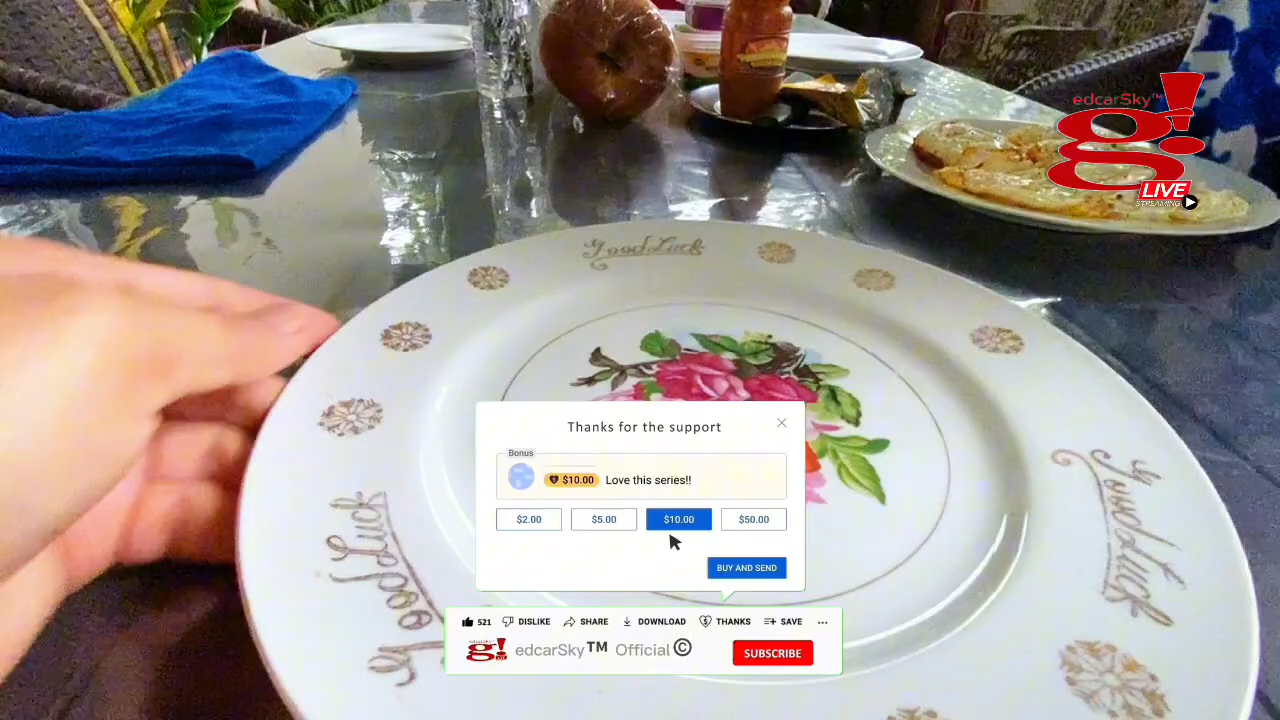 edcarSky™
g!
LIVE
STREAMING
Good Luck
Good Luck
Good Luck
Thanks for the support
Bonus
$10.00 Love this series!!
$2.00 $5.00 $10.00 $50.00
BUY AND SEND
521 DISLIKE SHARE DOWNLOAD THANKS SAVE ...
g! edcarSky™ Official © SUBSCRIBE